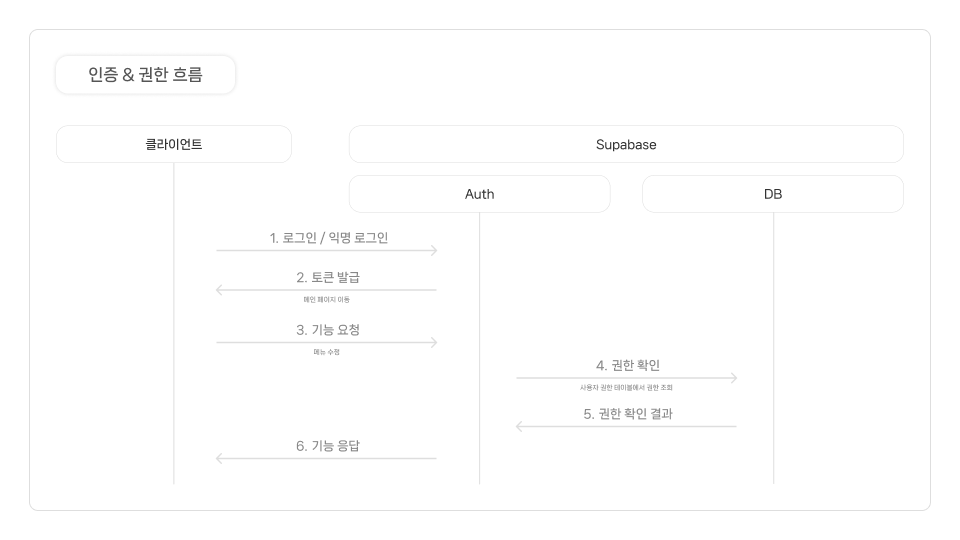 인증 & 권한 흐름
클라이언트
Supabase
Auth
DB
1. 로그인 / 익명 로그인
2. 토큰 발급
메인 페이지 이동
3. 기능 요청
메뉴 수정
4. 권한 확인
사용자 권한 테이블에서 권한 조회
5. 권한 확인 결과
6. 기능 응답